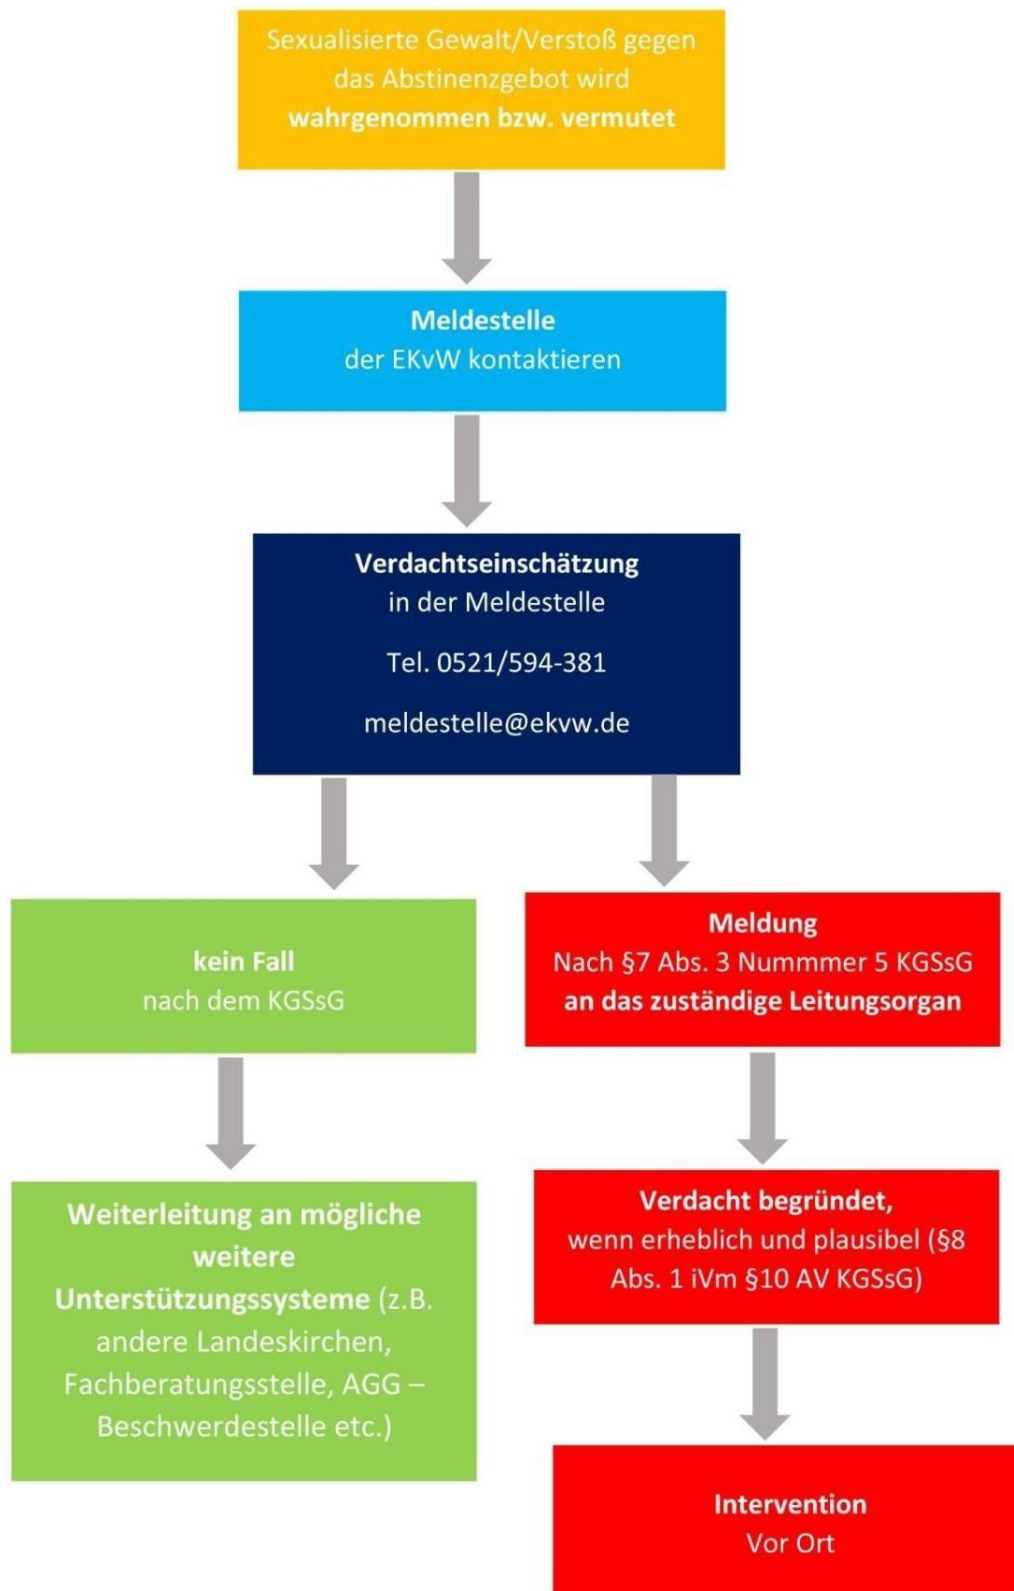 Sexualisierte Gewalt/Verstoß gegen
das Abstinenzgebot wird
wahrgenommen bzw. vermutet
Meldestelle
der EKvW kontaktieren
Verdachtseinschätzung
in der Meldestelle
Tel. 0521/594-381
meldestelle@ekvw.de
kein Fall
nach dem KGSsG
Weiterleitung an mögliche
weitere
Unterstützungssysteme (z.B.
andere Landeskirchen,
Fachberatungsstelle, AGG –
Beschwerdestelle etc.)
Meldung
Nach §7 Abs. 3 Nummmer 5 KGSsG
an das zuständige Leitungsorgan
Verdacht begründet,
wenn erheblich und plausibel (§8
Abs. 1 iVm §10 AV KGSsG)
Intervention
Vor Ort